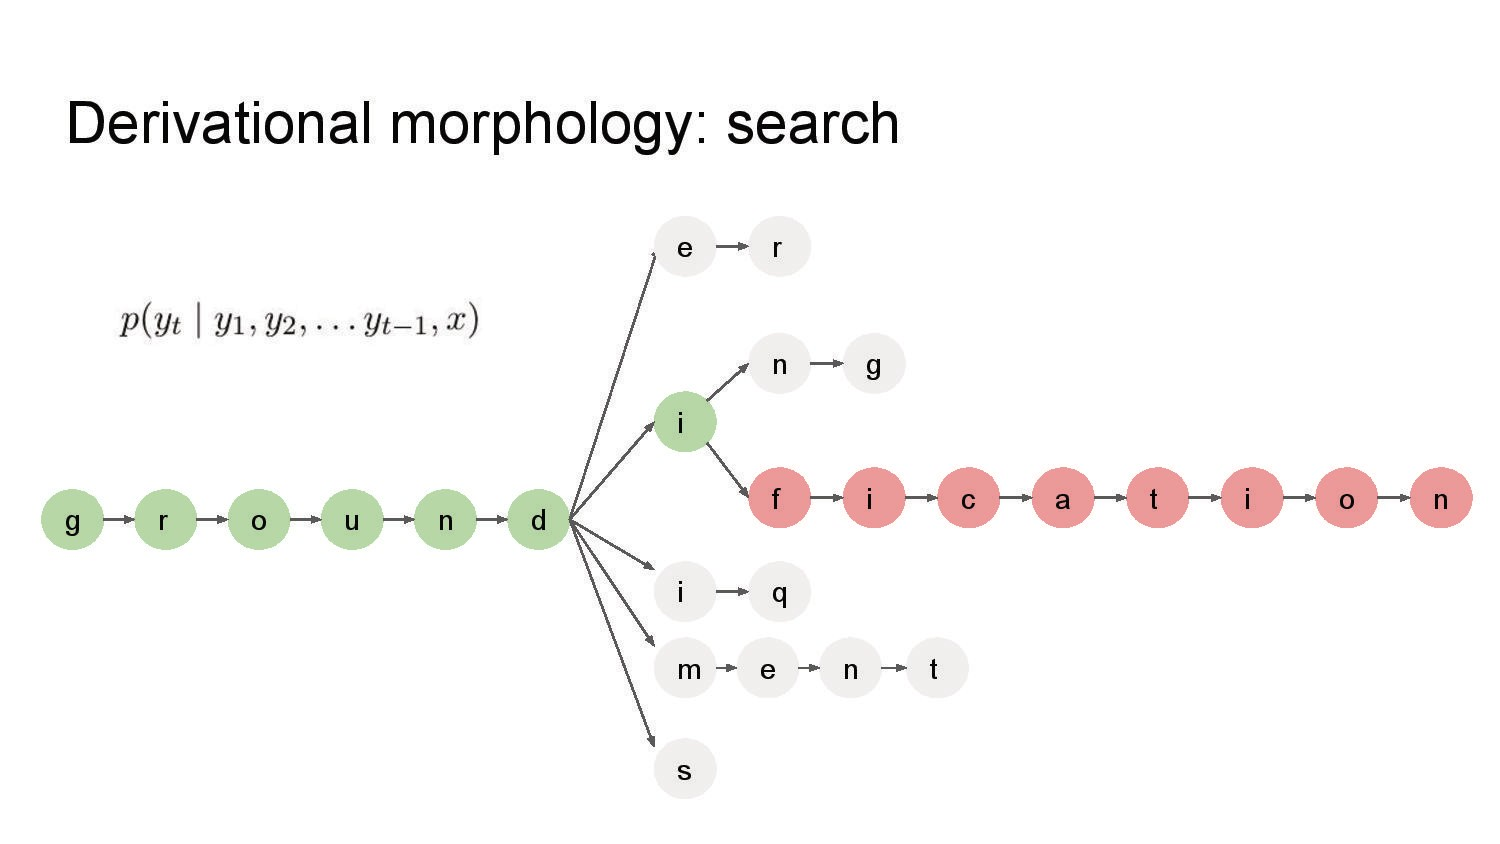 Derivational morphology: search
e r
p(y_t | y_1, y_2, ... y_{t-1}, x)
n g
i
f i c a t i o n
g r o u n d
i q
m e n t
s